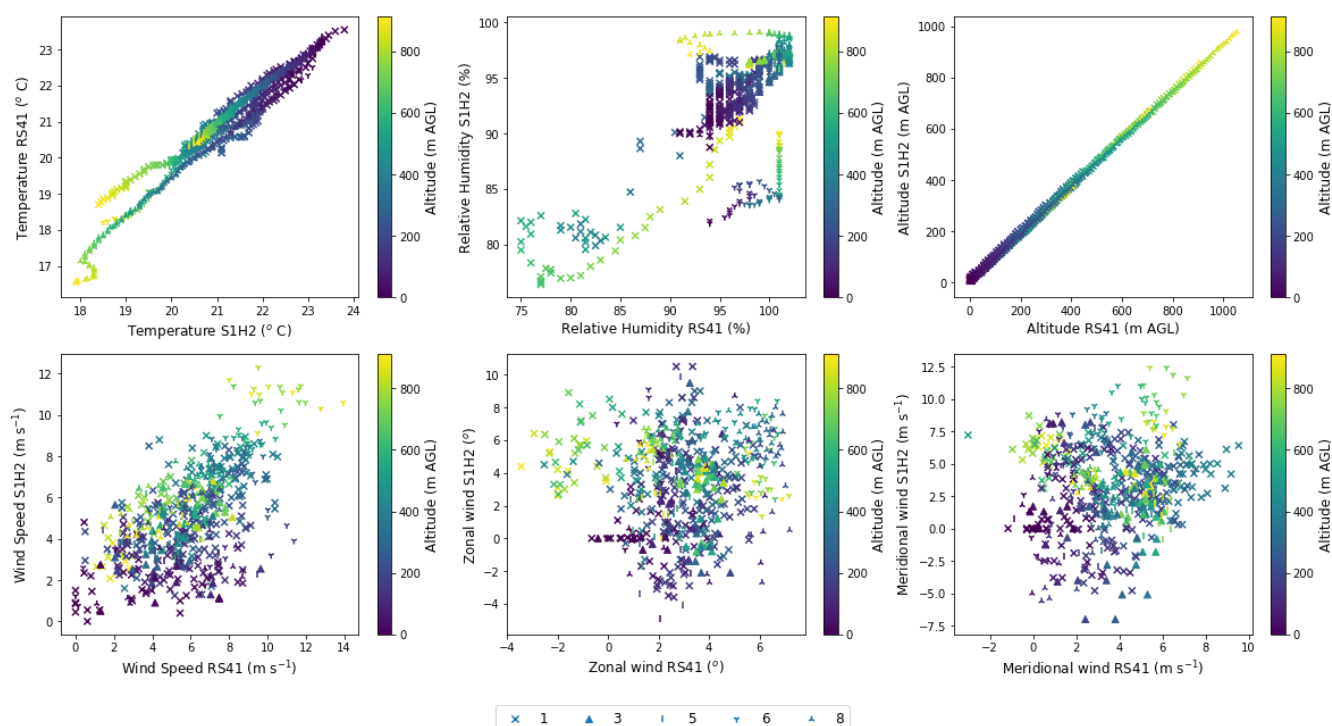 23
22
21
20
19
18
17
18 19 20 21 22 23 24
Temperature S1H2 (° C)
Temperature RS41 (° C)
800
600
400
200
0
Altitude (m AGL)
100
95
90
85
80
75 80 85 90 95 100
Relative Humidity RS41 (%)
Relative Humidity S1H2 (%)
800
600
400
200
0
Altitude (m AGL)
1000
800
600
400
200
0
0 200 400 600 800 1000
Altitude RS41 (m AGL)
Altitude S1H2 (m AGL)
800
600
400
200
0
Altitude (m AGL)
12
10
8
6
4
2
0
0 2 4 6 8 10 12 14
Wind Speed RS41 (m s⁻¹)
Wind Speed S1H2 (m s⁻¹)
800
600
400
200
0
Altitude (m AGL)
10
8
6
4
2
0
−2
−4
−4 −2 0 2 4 6
Zonal wind RS41 (°)
Zonal wind S1H2 (°)
800
600
400
200
0
Altitude (m AGL)
12.5
10.0
7.5
5.0
2.5
0.0
−2.5
−5.0
−7.5
−2 0 2 4 6 8 10
Meridional wind RS41 (m s⁻¹)
Meridional wind S1H2 (m s⁻¹)
800
600
400
200
0
Altitude (m AGL)
1 3 5 6 8